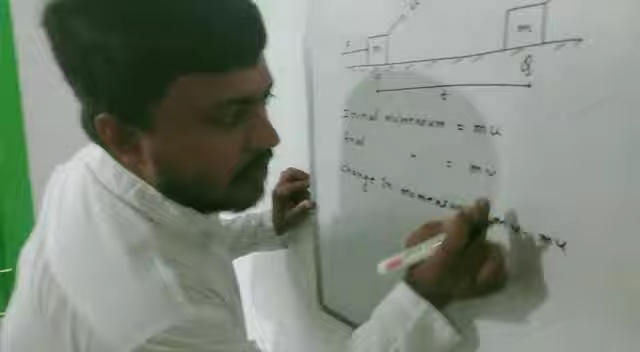 m
m
t
Initial momentum = mu
final " = mv
change in momentum mv - mu